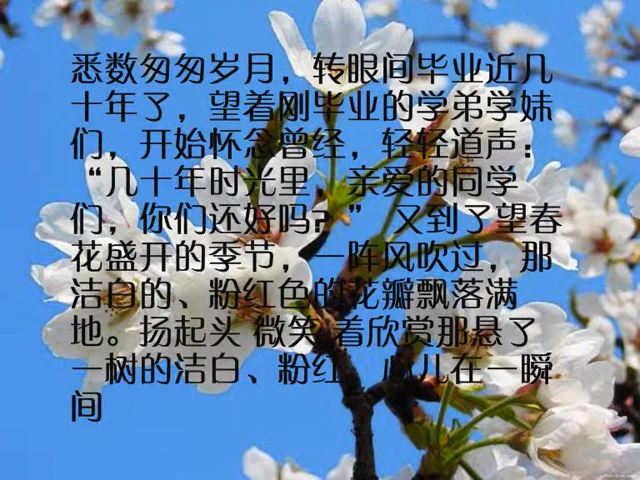 悉数匆匆岁月，转眼间毕业近几
十年了，望着刚毕业的学弟学妹
们，开始怀念曾经，轻轻道声：
“几十年时光里，亲爱的同学
们，你们还好吗？” 又到了望春
花盛开的季节，一阵风吹过，那
洁白的、粉红色的花瓣飘落满
地。扬起头 微笑 着欣赏那悬了
一树的洁白、粉红，心儿在一瞬
间